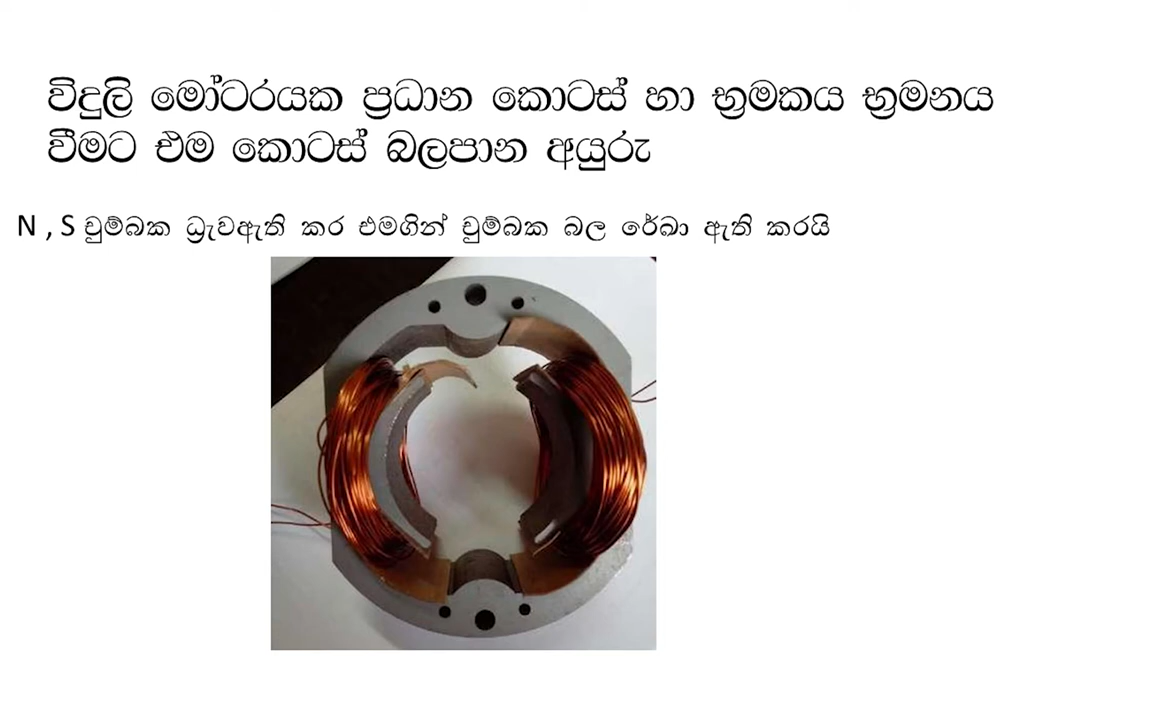 විදුලි මෝටරයක ප්‍රධාන කොටස් හා භ්‍රමකය භ්‍රමනය
වීමට එම කොටස් බලපාන අයුරු
N , S චුම්බක ධ්‍රැවඇති කර එමගින් චුම්බක බල රේඛා ඇති කරයි